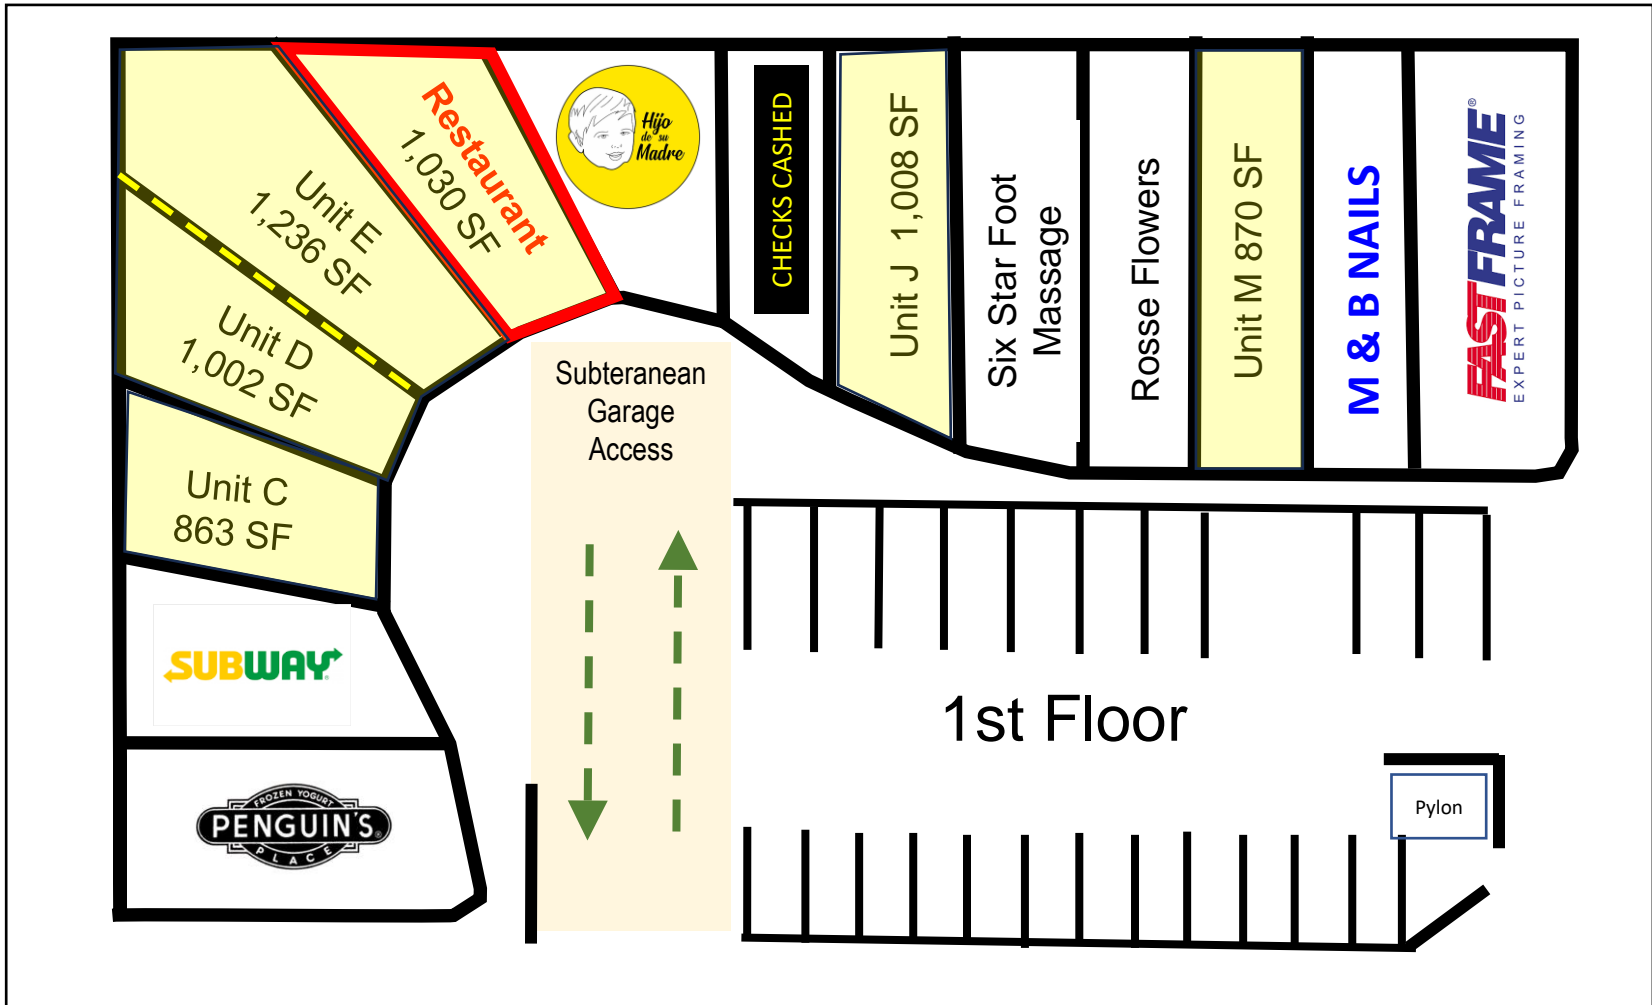 Restaurant
1,030 SF
Hijo
de su
Madre
CHECKS CASHED
Unit J 1,008 SF
Six Star Foot
Massage
Rosse Flowers
Unit M 870 SF
M & B NAILS
FASTFRAME®
EXPERT PICTURE FRAMING
Unit E
1,236 SF
Unit D
1,002 SF
Unit C
863 SF
Subteranean
Garage
Access
SUBWAY
1st Floor
FROZEN YOGURT
PENGUIN'S®
PLACE
Pylon